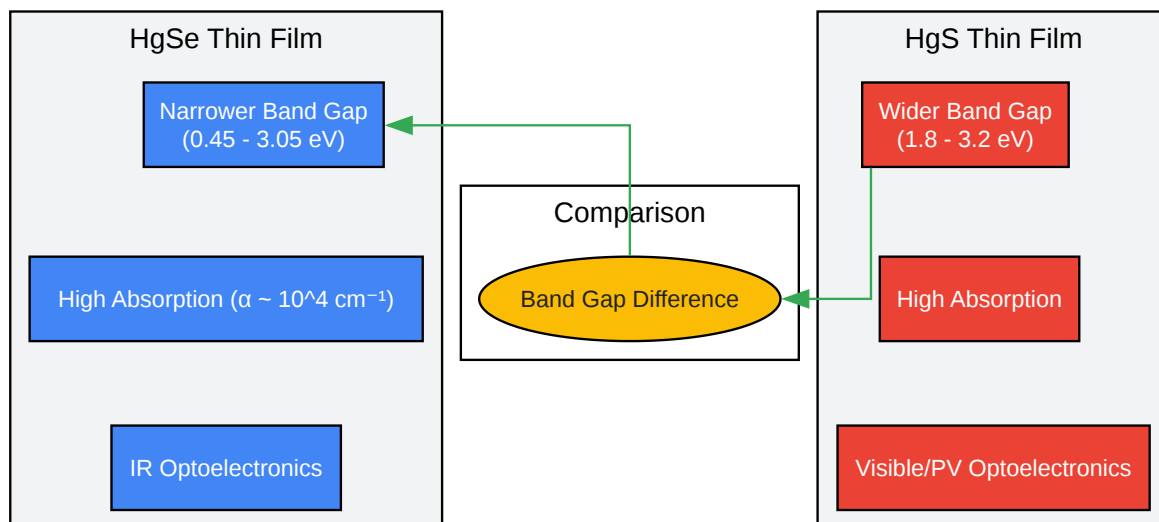 HgSe Thin Film
Narrower Band Gap
(0.45 - 3.05 eV)
High Absorption (α ~ 10^4 cm⁻¹)
IR Optoelectronics
Comparison
Band Gap Difference
HgS Thin Film
Wider Band Gap
(1.8 - 3.2 eV)
High Absorption
Visible/PV Optoelectronics